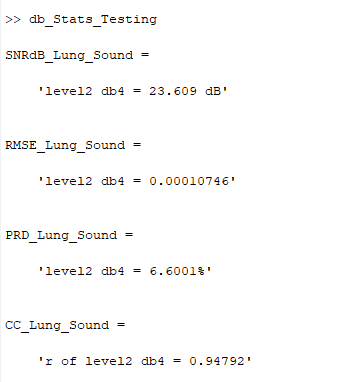 >> db_Stats_Testing
SNRdB_Lung_Sound =
'level2 db4 = 23.609 dB'
RMSE_Lung_Sound =
'level2 db4 = 0.00010746'
PRD_Lung_Sound =
'level2 db4 = 6.6001%'
CC_Lung_Sound =
'r of level2 db4 = 0.94792'